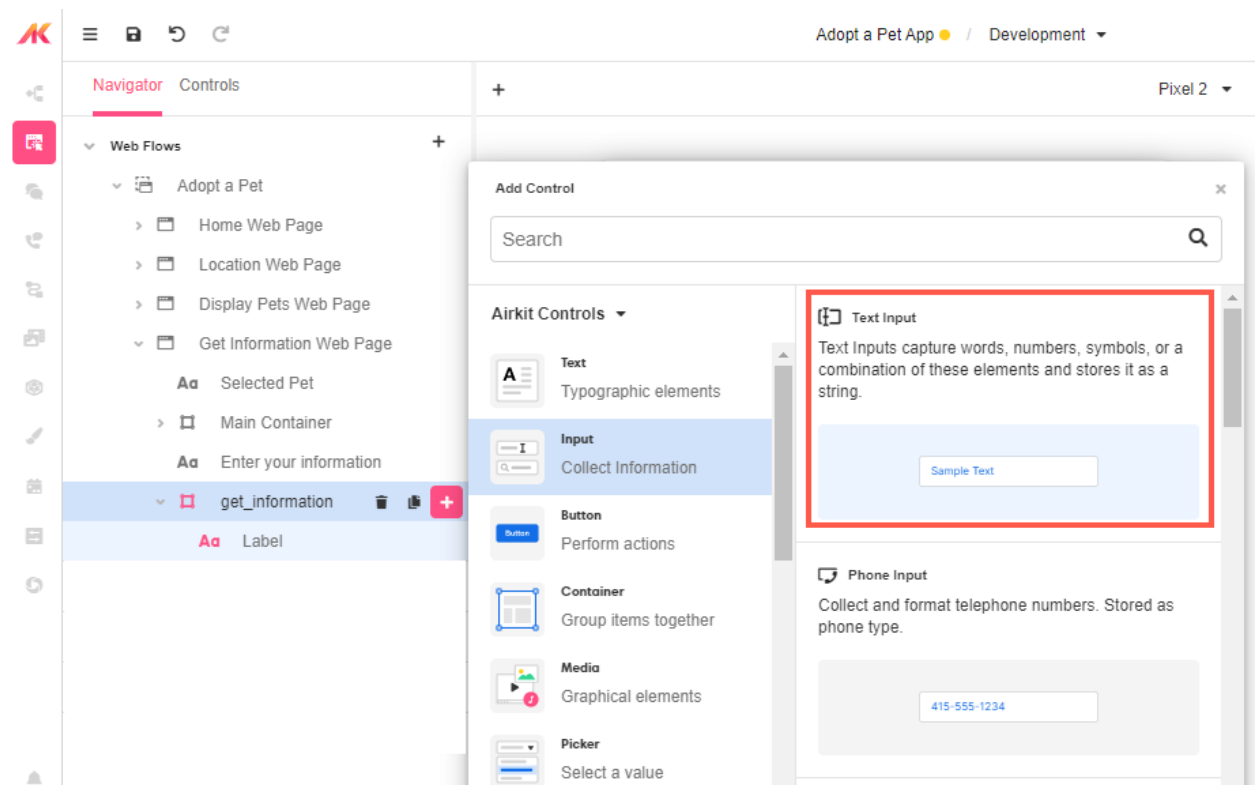 Adopt a Pet App / Development
Navigator Controls
+ Pixel 2
Web Flows +
Adopt a Pet
Home Web Page
Location Web Page
Display Pets Web Page
Get Information Web Page
Aa Selected Pet
Main Container
Aa Enter your information
get_information +
Aa Label
Add Control ×
Search
Airkit Controls
A
Text
Typographic elements
Input
Collect Information
Button
Button
Perform actions
Container
Group items together
Media
Graphical elements
Picker
Select a value
Text Input
Text Inputs capture words, numbers, symbols, or a
combination of these elements and stores it as a
string.
Sample Text
Phone Input
Collect and format telephone numbers. Stored as
phone type.
415-555-1234